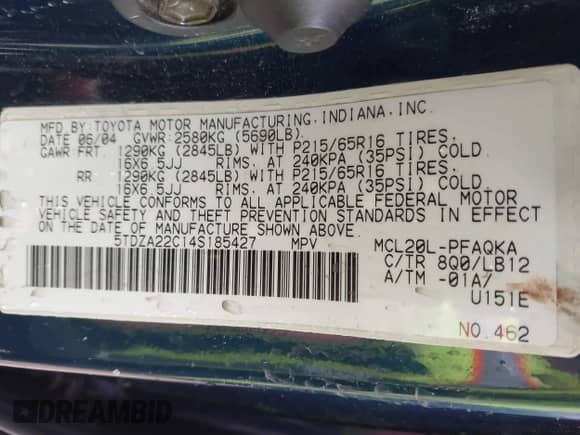 MFD.BY:TOYOTA MOTOR MANUFACTURING.INDIANA,INC.
DATE 06/04 GVWR:2580KG (5690LB)
GAWR FRT. 1290KG (2845LB) WITH P215/65R16 TIRES,
16X6.5JJ RIMS, AT 240KPA (35PSI) COLD.
RR 1290KG (2845LB) WITH P215/65R16 TIRES,
16X6.5JJ RIMS, AT 240KPA (35PSI) COLD.
THIS VEHICLE CONFORMS TO ALL APPLICABLE FEDERAL MOTOR
VEHICLE SAFETY AND THEFT PREVENTION STANDARDS IN EFFECT
ON THE DATE OF MANUFACTURE SHOWN ABOVE.
5TDZA22C14S185427 MPV MCL20L-PFAQKA
C/TR 8Q0/LB12
A/TM -01A/
U151E
NO.462
DREAMBID